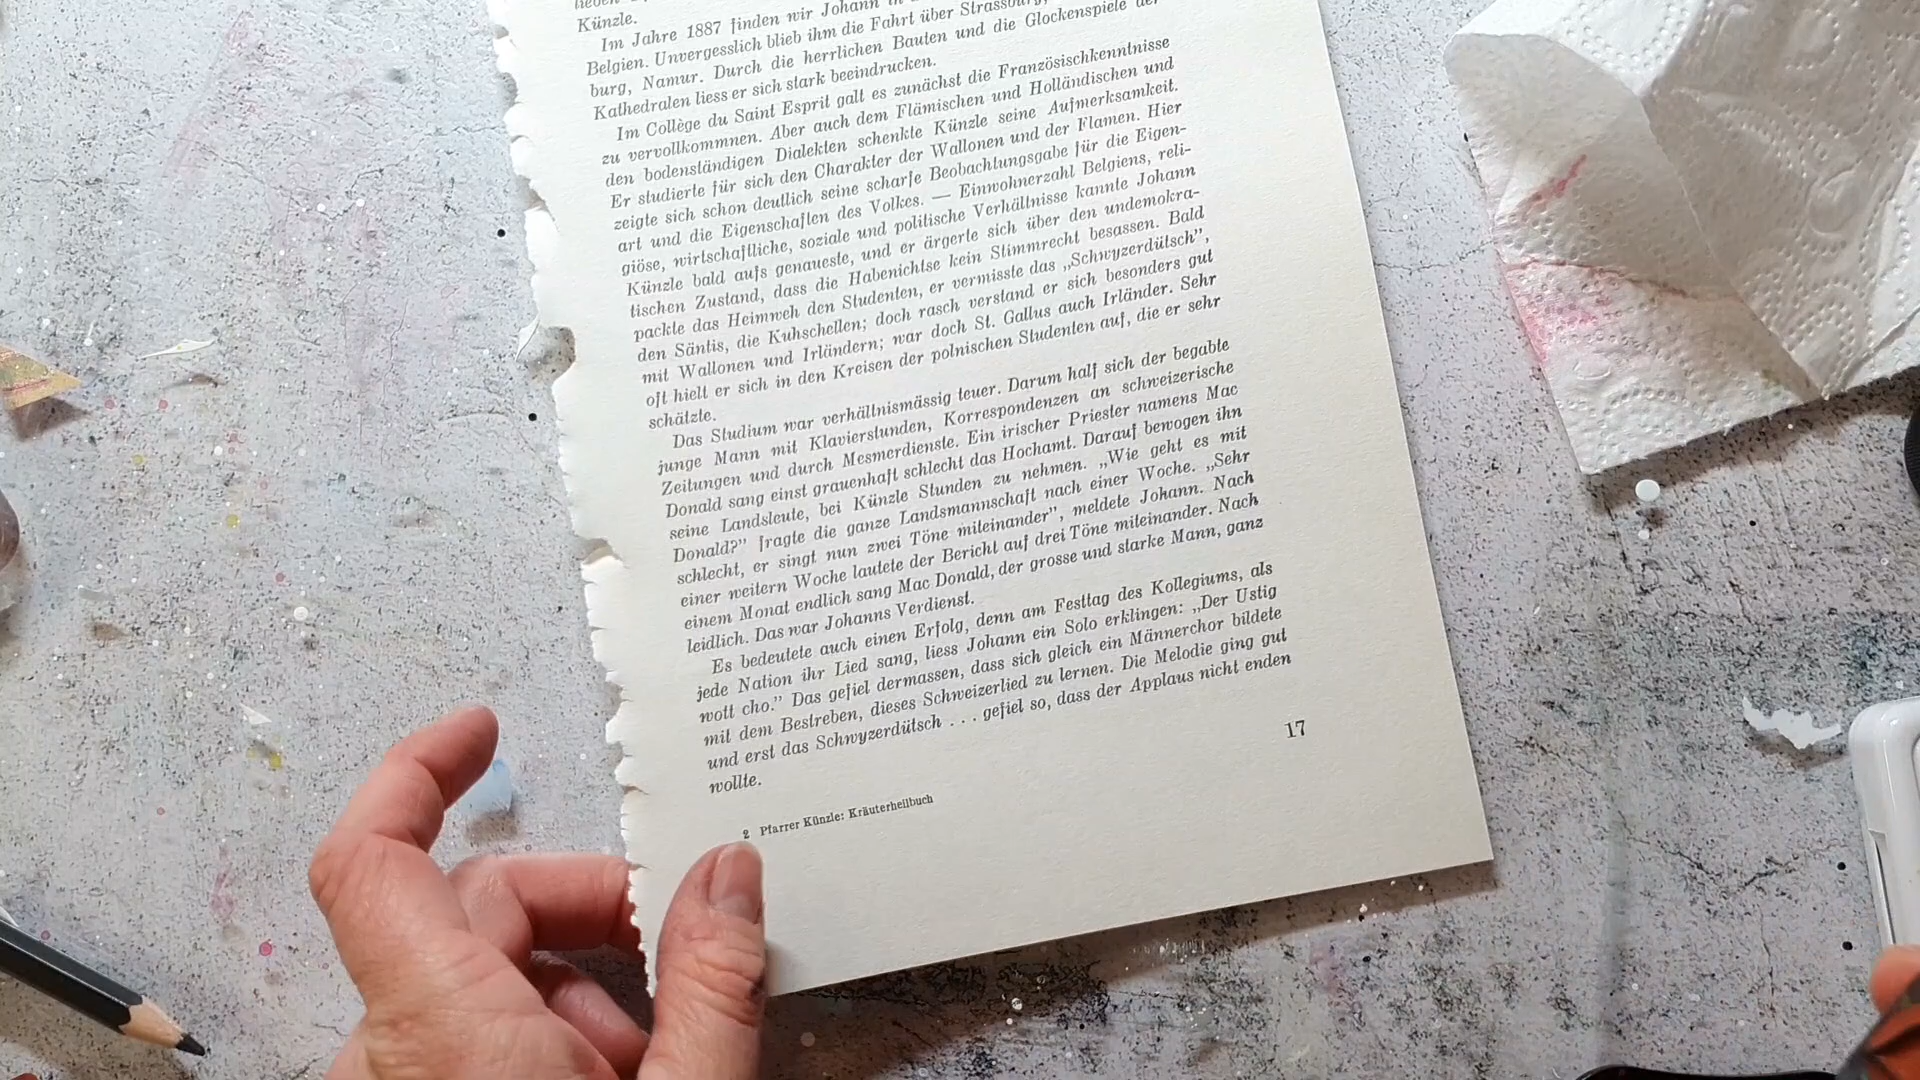 Künzle.
Im Jahre 1887 finden wir Johann in
Belgien. Unvergesslich blieb ihm die Fahrt über Strassburg,
burg, Namur. Durch die herrlichen Bauten und die Glockenspiele der
Kathedralen liess er sich stark beeindrucken.
Im Collège du Saint Esprit galt es zunächst die Französischkenntnisse
zu vervollkommnen. Aber auch dem Flämischen und Holländischen und
den bodenständigen Dialekten schenkte Künzle seine Aufmerksamkeit.
Er studierte für sich den Charakter der Wallonen und der Flamen. Hier
zeigte sich schon deutlich seine scharfe Beobachtungsgabe für die Eigen-
art und die Eigenschaften des Volkes. — Einwohnerzahl Belgiens, reli-
giöse, wirtschaftliche, soziale und politische Verhältnisse kannte Johann
Künzle bald aufs genaueste, und er ärgerte sich über den undemokra-
tischen Zustand, dass die Habenichtse kein Stimmrecht besassen. Bald
packte das Heimweh den Studenten, er vermisste das „Schwyzerdütsch”,
den Säntis, die Kuhschellen; doch rasch verstand er sich besonders gut
mit Wallonen und Irländern; war doch St. Gallus auch Irländer. Sehr
oft hielt er sich in den Kreisen der polnischen Studenten auf, die er sehr
schätzte.
Das Studium war verhältnismässig teuer. Darum half sich der begabte
junge Mann mit Klavierstunden, Korrespondenzen an schweizerische
Zeitungen und durch Mesmerdienste. Ein irischer Priester namens Mac
Donald sang einst grauenhaft schlecht das Hochamt. Darauf bewogen ihn
seine Landsleute, bei Künzle Stunden zu nehmen. „Wie geht es mit
Donald?” fragte die ganze Landsmannschaft nach einer Woche. „Sehr
schlecht, er singt nun zwei Töne miteinander”, meldete Johann. Nach
einer weitern Woche lautete der Bericht auf drei Töne miteinander. Nach
einem Monat endlich sang Mac Donald, der grosse und starke Mann, ganz
leidlich. Das war Johanns Verdienst.
Es bedeutete auch einen Erfolg, denn am Festtag des Kollegiums, als
jede Nation ihr Lied sang, liess Johann ein Solo erklingen: „Der Ustig
wott cho.” Das gefiel dermassen, dass sich gleich ein Männerchor bildete
mit dem Bestreben, dieses Schweizerlied zu lernen. Die Melodie ging gut
und erst das Schwyzerdütsch . . . gefiel so, dass der Applaus nicht enden
wollte.
17
2 Pfarrer Künzle: Kräuterheilbuch